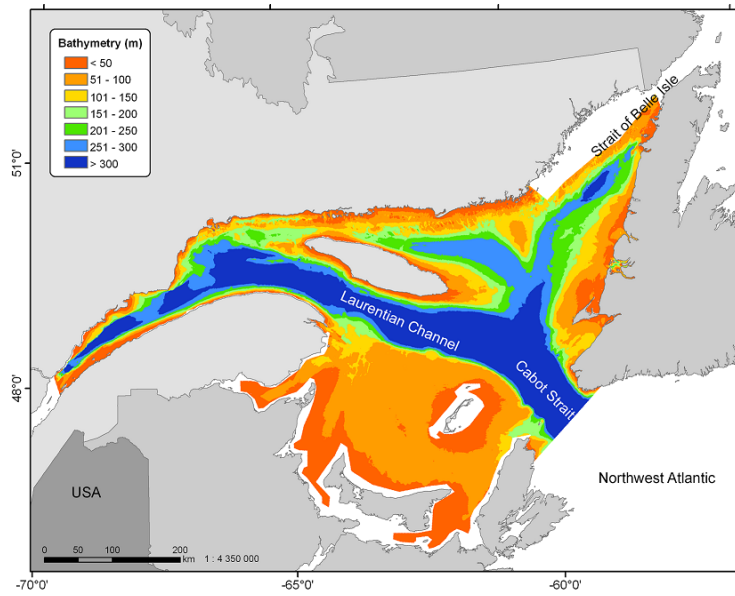 Bathymetry (m)
< 50
51 - 100
101 - 150
151 - 200
201 - 250
251 - 300
> 300
Strait of Belle Isle
51°0'
Laurentian Channel
48°0'
Cabot Strait
Northwest Atlantic
USA
0 50 100 200
km
1 : 4 350 000
-70°0' -65°0' -60°0'